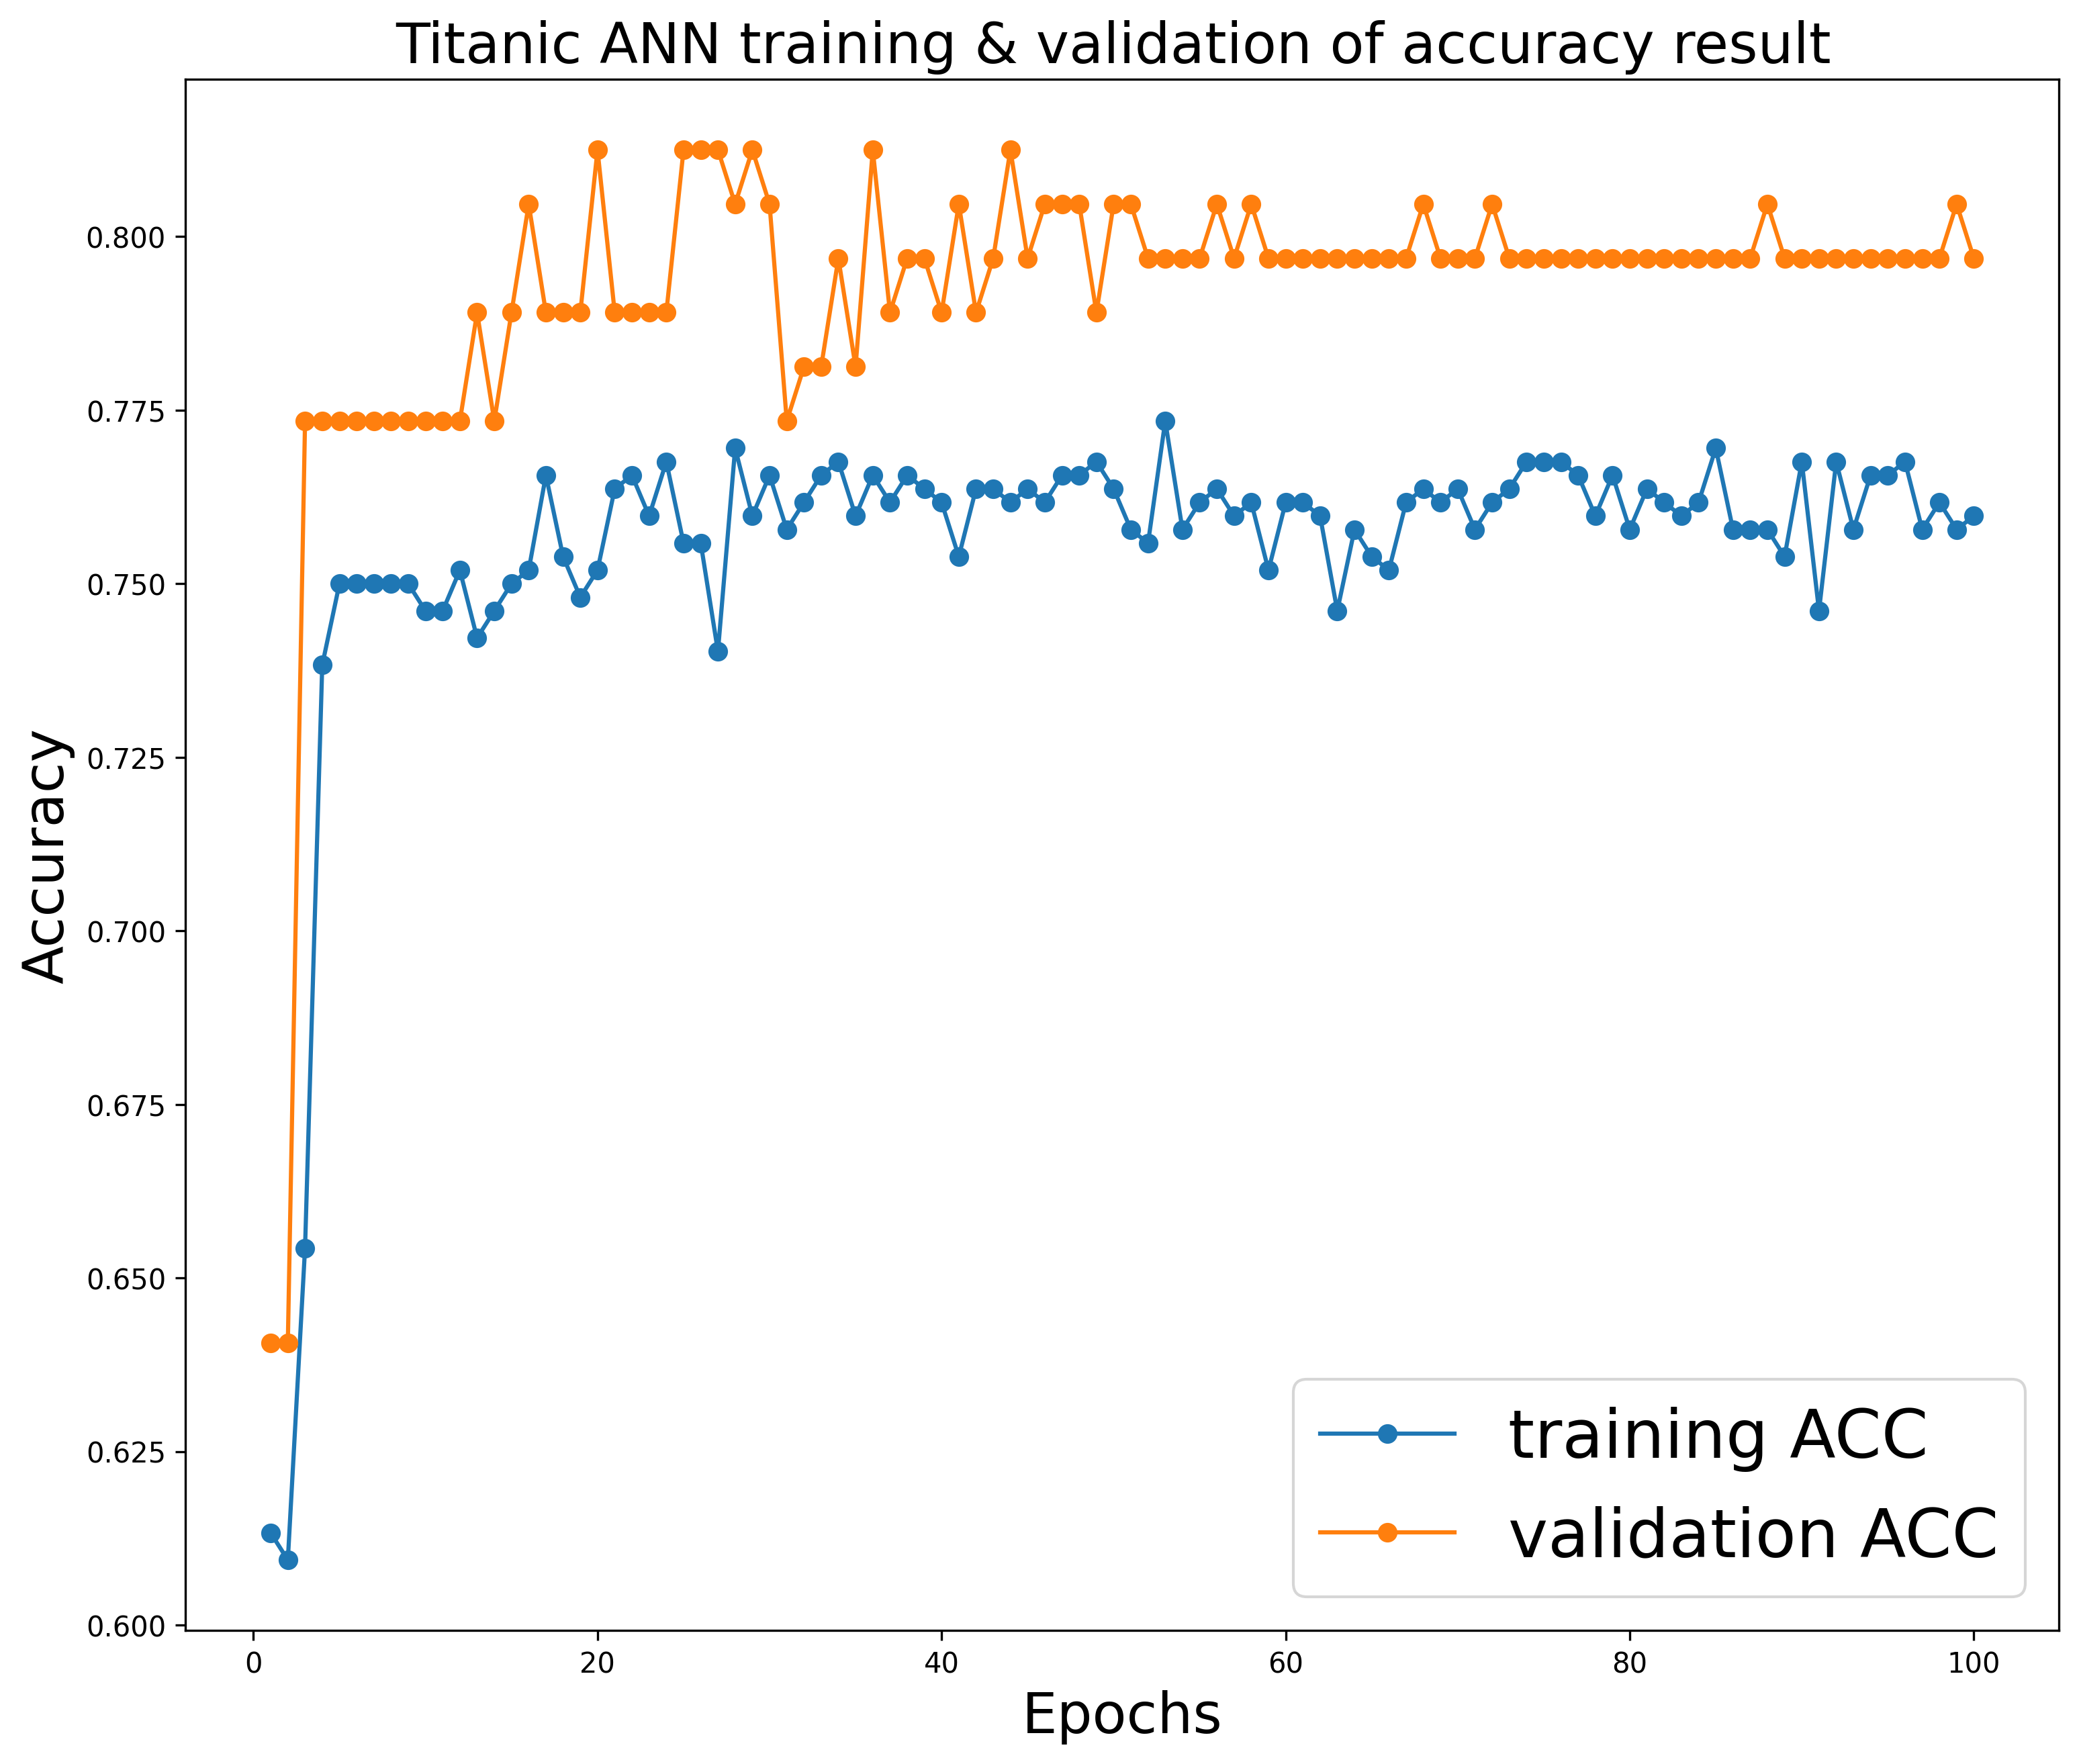 Titanic ANN training & validation of accuracy result
Accuracy
0.800
0.775
0.750
0.725
0.700
0.675
0.650
0.625
0.600
training ACC
validation ACC
0 20 40 60 80 100
Epochs